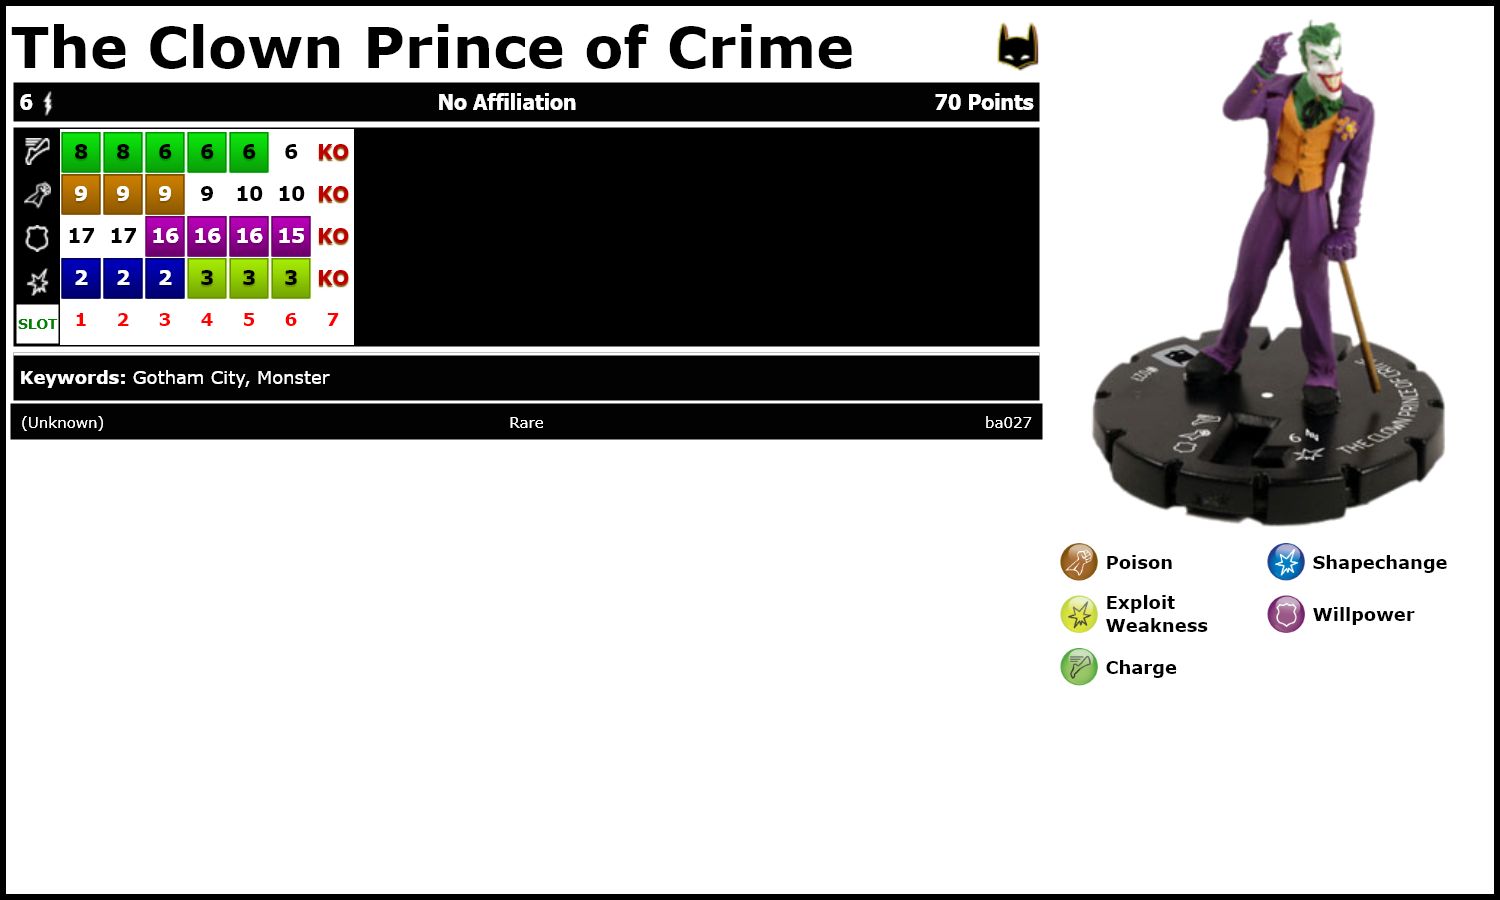 The Clown Prince of Crime
6 No Affiliation 70 Points
8 8 6 6 6 6 KO
9 9 9 9 10 10 KO
17 17 16 16 16 15 KO
2 2 2 3 3 3 KO
SLOT 1 2 3 4 5 6 7
Keywords: Gotham City, Monster
(Unknown) Rare ba027
027
6
THE CLOWN PRINCE OF CRIME
Poison
Shapechange
Exploit
Weakness
Willpower
Charge